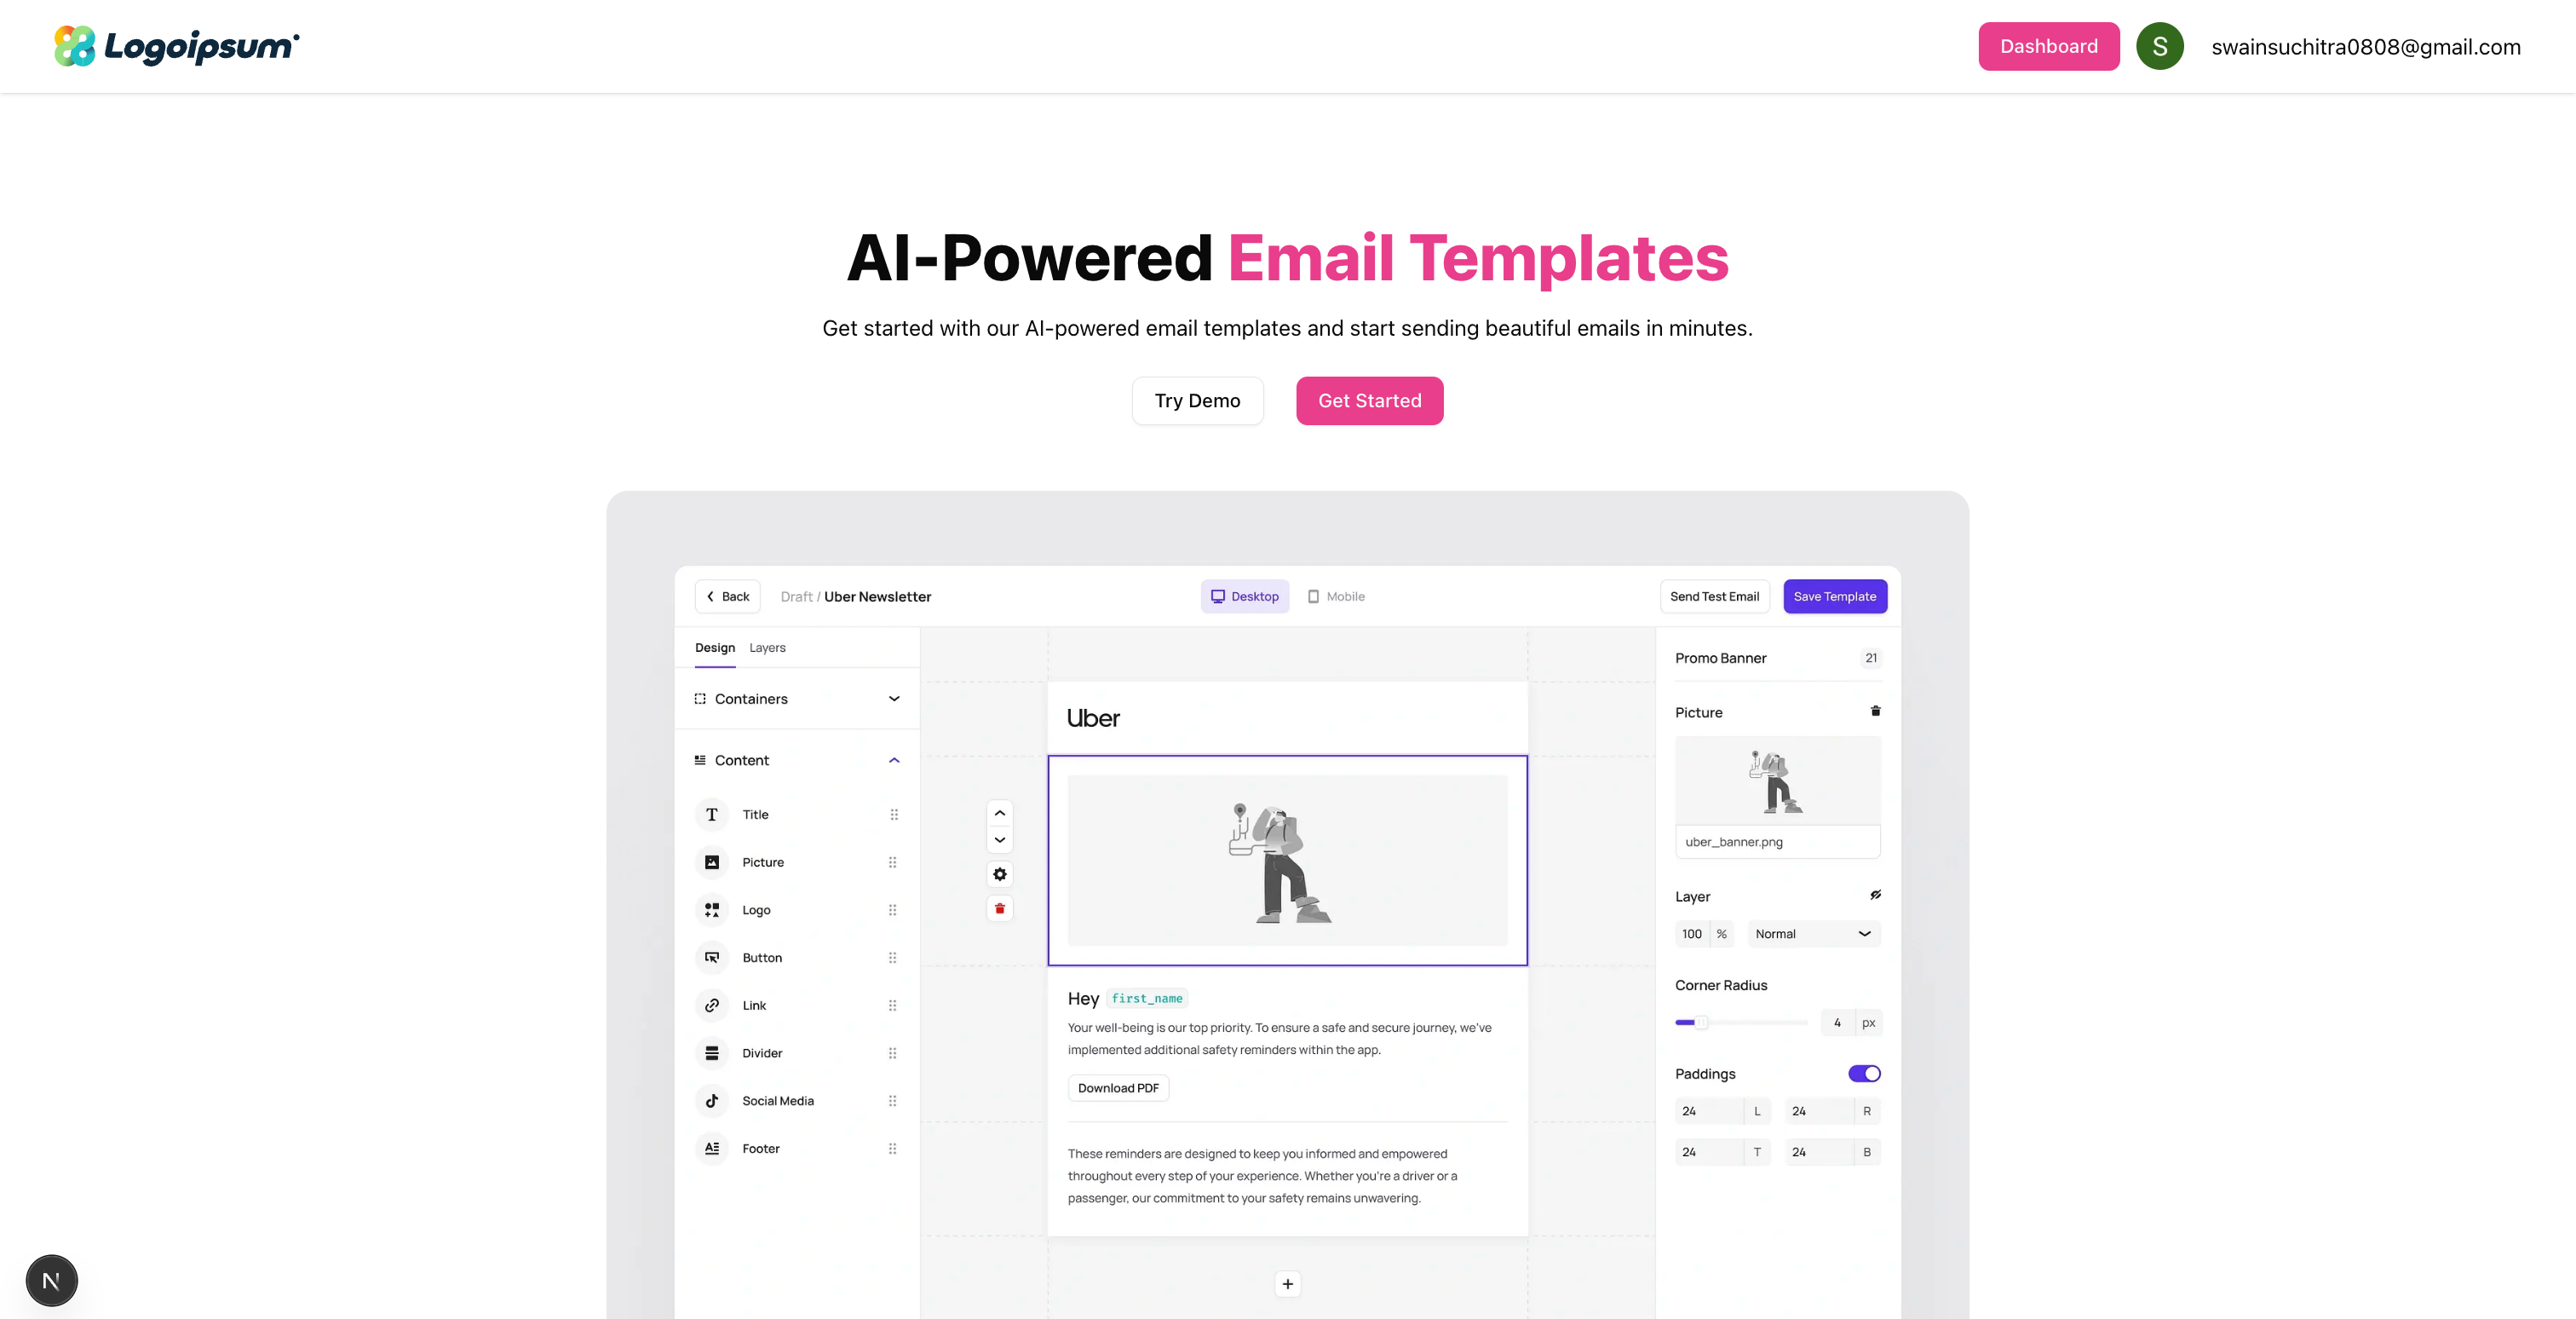 Logoipsum
Dashboard
S
swainsuchitra0808@gmail.com
AI-Powered Email Templates
Get started with our AI-powered email templates and start sending beautiful emails in minutes.
Try Demo
Get Started
Back
Draft / Uber Newsletter
Desktop
Mobile
Send Test Email
Save Template
Design
Layers
Containers
Content
Title
Picture
Logo
Button
Link
Divider
Social Media
Footer
Uber
Hey first_name
Your well-being is our top priority. To ensure a safe and secure journey, we've
implemented additional safety reminders within the app.
Download PDF
These reminders are designed to keep you informed and empowered
throughout every step of your experience. Whether you're a driver or a
passenger, our commitment to your safety remains unwavering.
Promo Banner
21
Picture
uber_banner.png
Layer
100 %
Normal
Corner Radius
4 px
Paddings
24 L
24 R
24 T
24 B
N